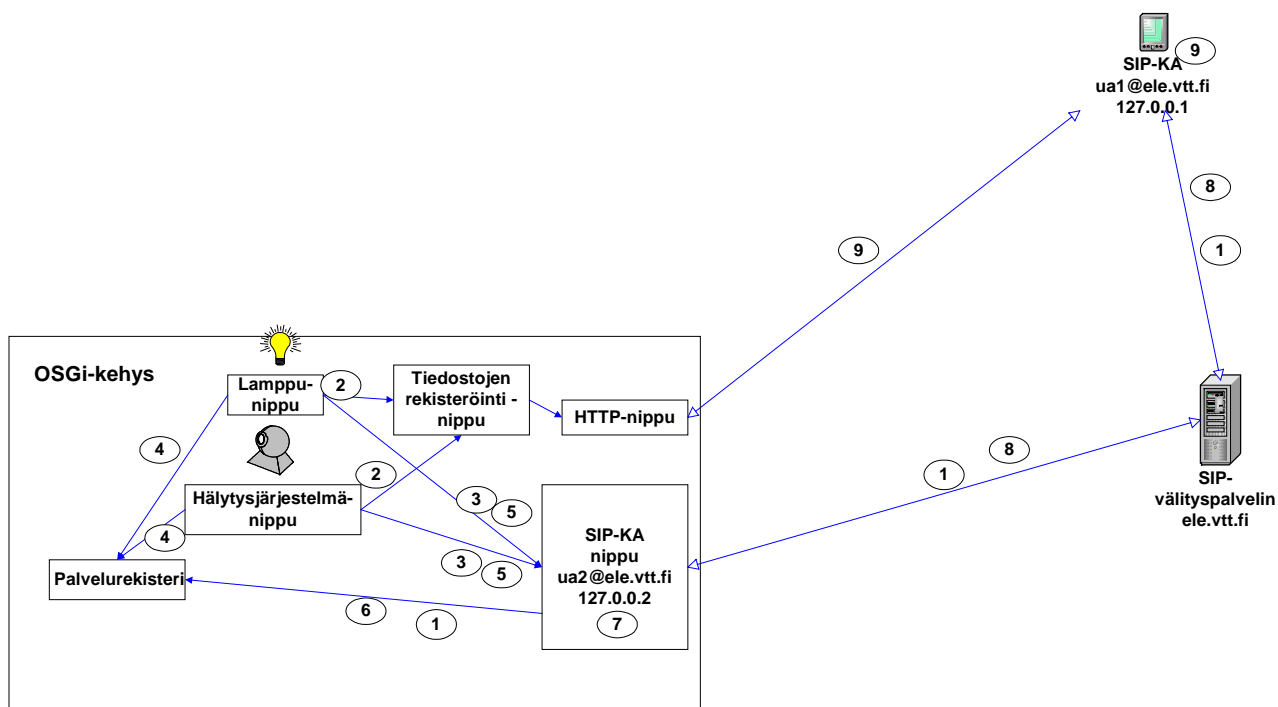 9
SIP-KA
ua1@ele.vtt.fi
127.0.0.1
8
1
9
OSGi-kehys
Lamppu-
nippu
2
Tiedostojen
rekisteröinti -
nippu
HTTP-nippu
4
2
8
1
Hälytysjärjestelmä-
nippu
3
5
4
SIP-
välityspalvelin
ele.vtt.fi
SIP-KA
nippu
ua2@ele.vtt.fi
127.0.0.2
7
3
5
Palvelurekisteri
6
1